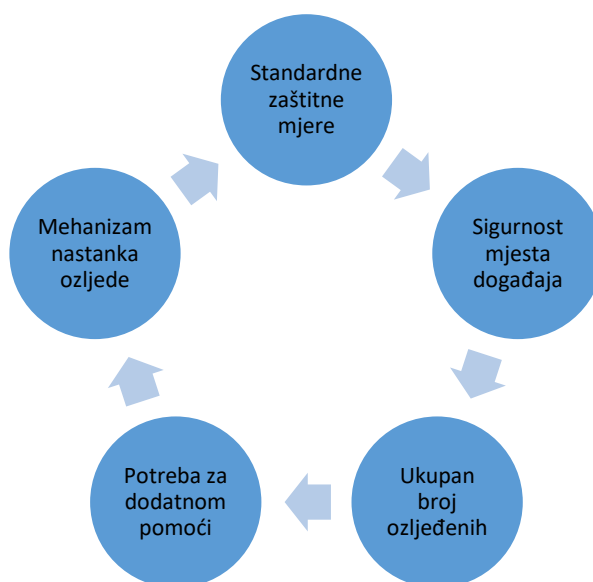 Standardne
zaštitne
mjere
Sigurnost
mjesta
događaja
Ukupan
broj
ozljeđenih
Potreba za
dodatnom
pomoći
Mehanizam
nastanka
ozljede